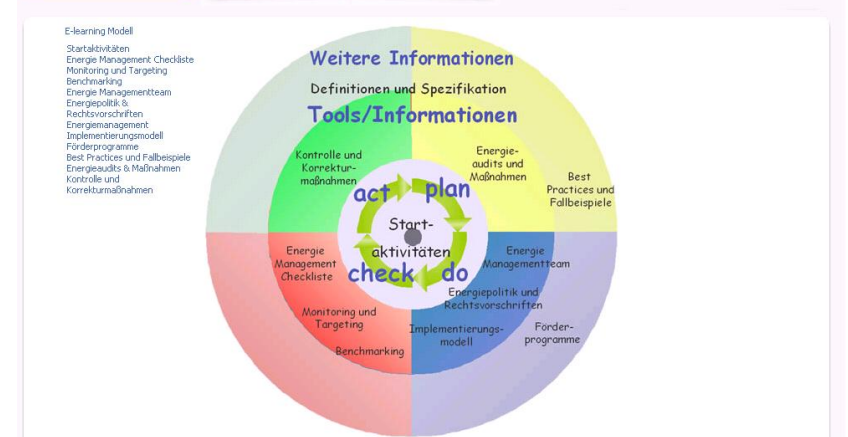 E-learning Modell
Startaktivitäten
Energie Management Checkliste
Monitoring und Targeting
Benchmarking
Energie Managementteam
Energiepolitik &
Rechtsvorschriften
Energiemanagement
Implementierungsmodell
Förderprogramme
Best Practices und Fallbeispiele
Energieaudits & Maßnahmen
Kontrolle und
Korrekturmaßnahmen
Weitere Informationen
Definitionen und Spezifikation
Tools/Informationen
Kontrolle und
Korrektur-
maßnahmen
Energie-
audits und
Maßnahmen
Best
Practices und
Fallbeispiele
act
plan
Start-
aktivitäten
check
do
Energie
Management
Checkliste
Monitoring und
Targeting
Benchmarking
Energie
Managementteam
Energiepolitik und
Rechtsvorschriften
Implementierungs-
modell
Förder-
programme